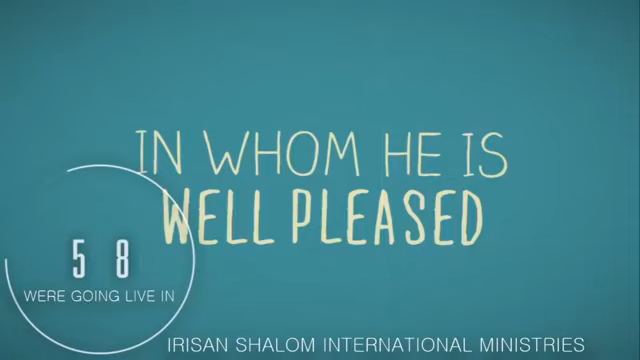 IN WHOM HE IS
WELL PLEASED
5 8
WERE GOING LIVE IN
IRISAN SHALOM INTERNATIONAL MINISTRIES